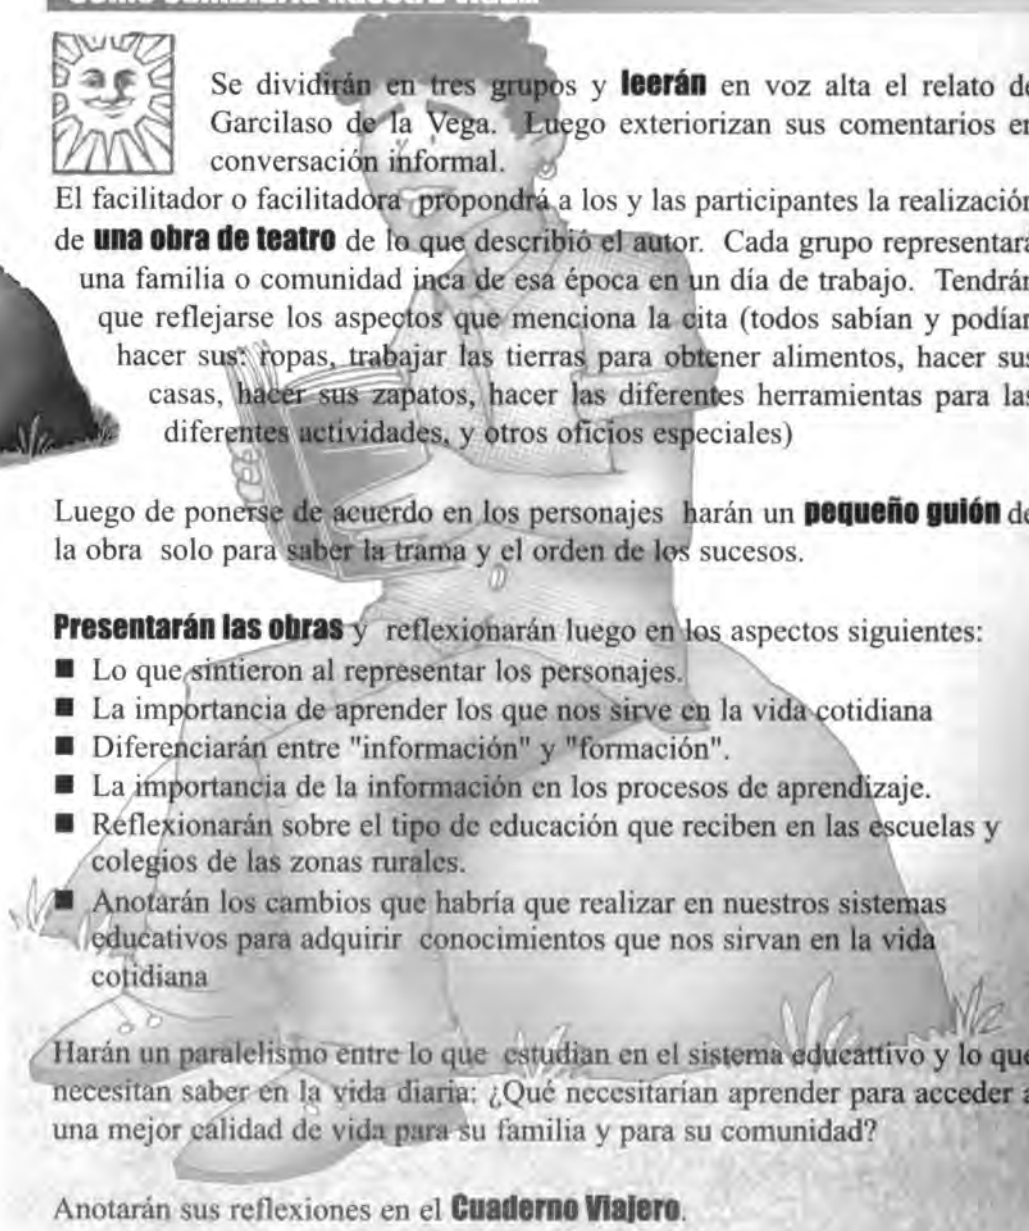 Se dividirán en tres grupos y leerán en voz alta el relato de
Garcilaso de la Vega. Luego exteriorizan sus comentarios en
conversación informal.
El facilitador o facilitadora propondrá a los y las participantes la realización
de una obra de teatro de lo que describió el autor. Cada grupo representará
una familia o comunidad inca de esa época en un día de trabajo. Tendrán
que reflejarse los aspectos que menciona la cita (todos sabían y podían
hacer sus: ropas, trabajar las tierras para obtener alimentos, hacer sus
casas, hacer sus zapatos, hacer las diferentes herramientas para las
diferentes actividades, y otros oficios especiales)
Luego de ponerse de acuerdo en los personajes harán un pequeño guión de
la obra solo para saber la trama y el orden de los sucesos.
Presentarán las obras y reflexionarán luego en los aspectos siguientes:
■ Lo que sintieron al representar los personajes.
■ La importancia de aprender los que nos sirve en la vida cotidiana
■ Diferenciarán entre "información" y "formación".
■ La importancia de la información en los procesos de aprendizaje.
■ Reflexionarán sobre el tipo de educación que reciben en las escuelas y
colegios de las zonas rurales.
■ Anotarán los cambios que habría que realizar en nuestros sistemas
educativos para adquirir conocimientos que nos sirvan en la vida
cotidiana
Harán un paralelismo entre lo que estudian en el sistema educattivo y lo que
necesitan saber en la vida diaria: ¿Qué necesitarían aprender para acceder a
una mejor calidad de vida para su familia y para su comunidad?
Anotarán sus reflexiones en el Cuaderno Viajero.